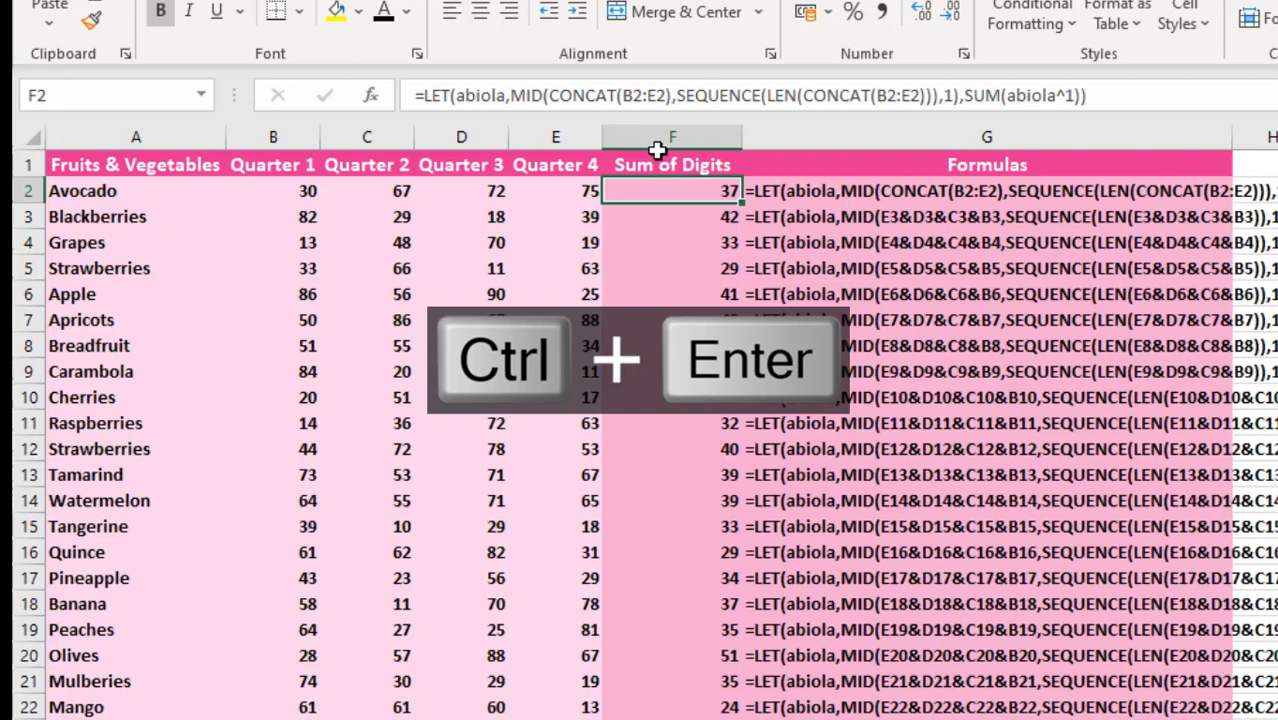 Paste
B I U A
Merge & Center
% ,
Conditional Formatting
Format as Table
Cell Styles
Clipboard Font Alignment Number Styles
F2 fx =LET(abiola,MID(CONCAT(B2:E2),SEQUENCE(LEN(CONCAT(B2:E2))),1),SUM(abiola^1))
A B C D E F G H
1 Fruits & Vegetables Quarter 1 Quarter 2 Quarter 3 Quarter 4 Sum of Digits Formulas
2 Avocado 30 67 72 75 37 =LET(abiola,MID(CONCAT(B2:E2),SEQUENCE(LEN(CONCAT(B2:E2))),
3 Blackberries 82 29 18 39 42 =LET(abiola,MID(E3&D3&C3&B3,SEQUENCE(LEN(E3&D3&C3&B3)),1
4 Grapes 13 48 70 19 33 =LET(abiola,MID(E4&D4&C4&B4,SEQUENCE(LEN(E4&D4&C4&B4)),1
5 Strawberries 33 66 11 63 29 =LET(abiola,MID(E5&D5&C5&B5,SEQUENCE(LEN(E5&D5&C5&B5)),1
6 Apple 86 56 90 25 41 =LET(abiola,MID(E6&D6&C6&B6,SEQUENCE(LEN(E6&D6&C6&B6)),1
7 Apricots 50 86 88 MID(E7&D7&C7&B7,SEQUENCE(LEN(E7&D7&C7&B7)),1
8 Breadfruit 51 55 34 MID(E8&D8&C8&B8,SEQUENCE(LEN(E8&D8&C8&B8)),1
Ctrl + Enter
9 Carambola 84 20 11 MID(E9&D9&C9&B9,SEQUENCE(LEN(E9&D9&C9&B9)),1
10 Cherries 20 51 17 MID(E10&D10&C10&B10,SEQUENCE(LEN(E10&D10&C10
11 Raspberries 14 36 72 63 32 =LET(abiola,MID(E11&D11&C11&B11,SEQUENCE(LEN(E11&D11&C11
12 Strawberries 44 72 78 53 40 =LET(abiola,MID(E12&D12&C12&B12,SEQUENCE(LEN(E12&D12&C12
13 Tamarind 73 53 71 67 39 =LET(abiola,MID(E13&D13&C13&B13,SEQUENCE(LEN(E13&D13&C13
14 Watermelon 64 55 71 65 39 =LET(abiola,MID(E14&D14&C14&B14,SEQUENCE(LEN(E14&D14&C14
15 Tangerine 39 10 29 18 33 =LET(abiola,MID(E15&D15&C15&B15,SEQUENCE(LEN(E15&D15&C15
16 Quince 61 62 82 31 29 =LET(abiola,MID(E16&D16&C16&B16,SEQUENCE(LEN(E16&D16&C16
17 Pineapple 43 23 56 29 34 =LET(abiola,MID(E17&D17&C17&B17,SEQUENCE(LEN(E17&D17&C17
18 Banana 58 11 70 78 37 =LET(abiola,MID(E18&D18&C18&B18,SEQUENCE(LEN(E18&D18&C18
19 Peaches 64 27 25 81 35 =LET(abiola,MID(E19&D19&C19&B19,SEQUENCE(LEN(E19&D19&C19
20 Olives 28 57 88 67 51 =LET(abiola,MID(E20&D20&C20&B20,SEQUENCE(LEN(E20&D20&C20
21 Mulberies 74 30 29 19 35 =LET(abiola,MID(E21&D21&C21&B21,SEQUENCE(LEN(E21&D21&C21
22 Mango 61 61 60 13 24 =LET(abiola,MID(E22&D22&C22&B22,SEQUENCE(LEN(E22&D22&C22